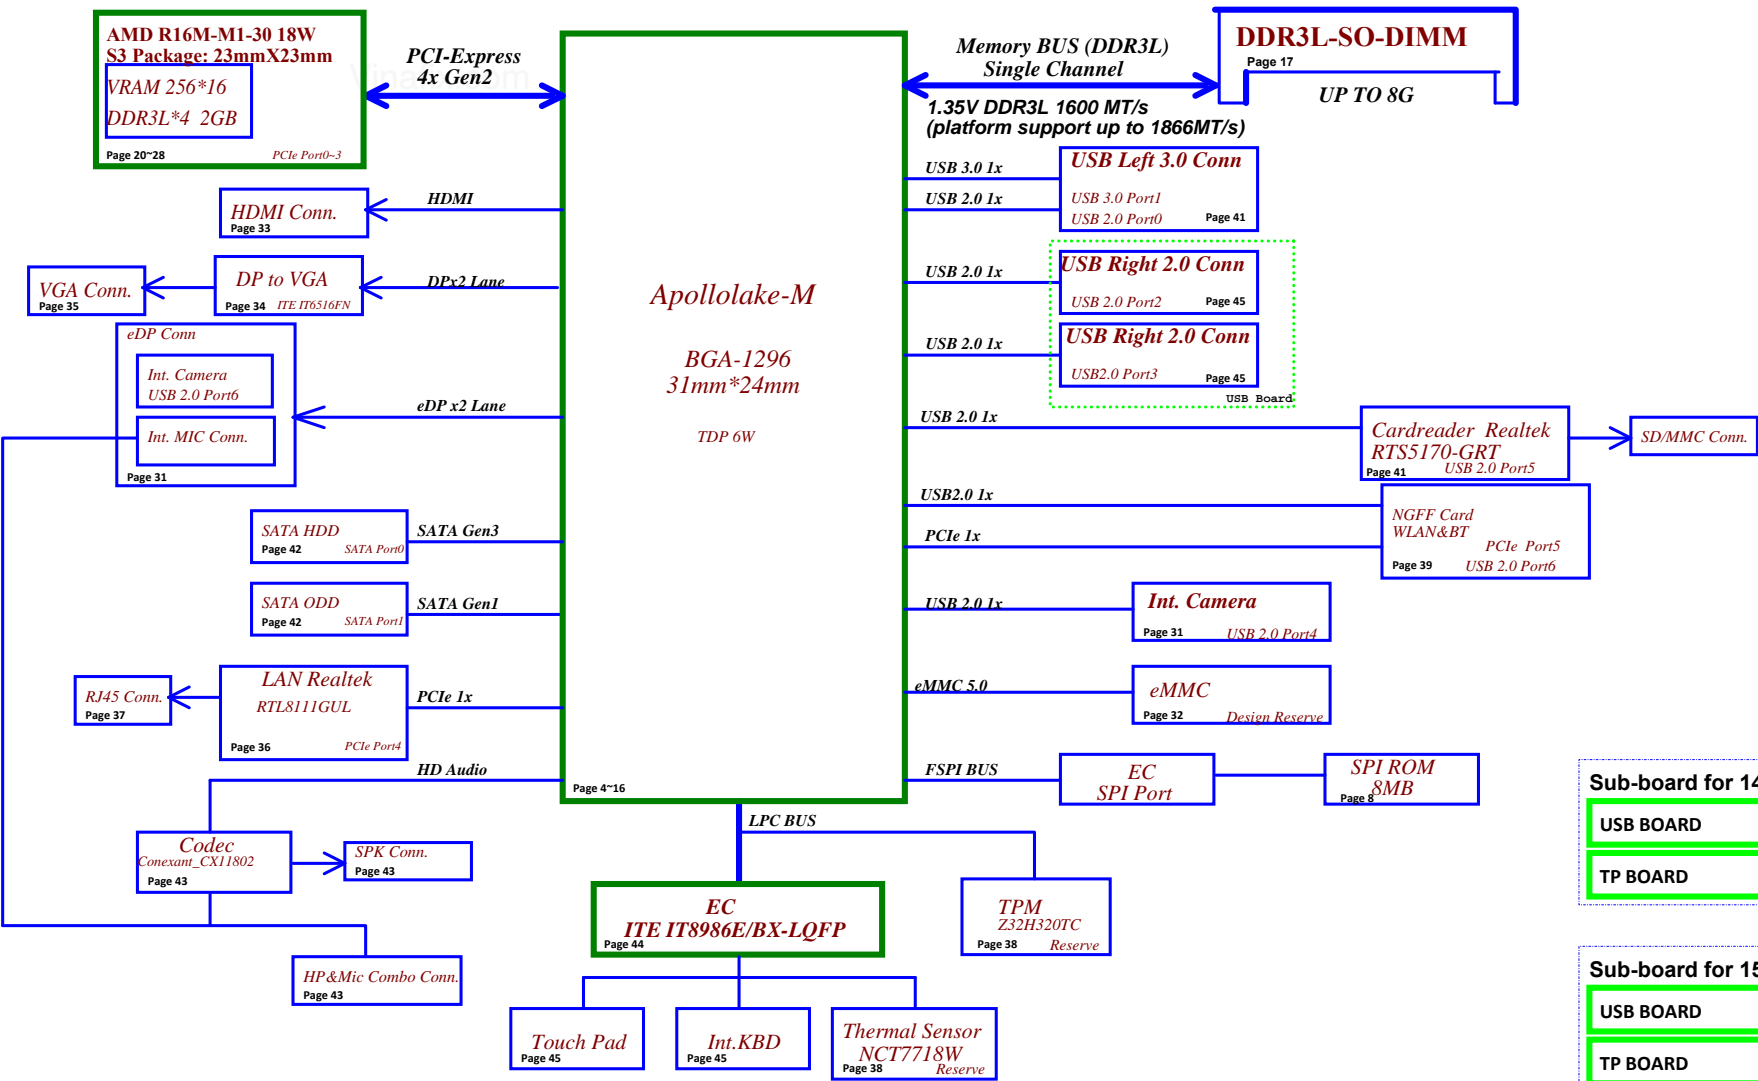 AMD R16M-M1-30 18W
S3 Package: 23mmX23mm
VRAM 256*16
DDR3L*4 2GB
Page 20~28
PCIe Port0~3
PCI-Express
4x Gen2
Memory BUS (DDR3L)
Single Channel
1.35V DDR3L 1600 MT/s
(platform support up to 1866MT/s)
DDR3L-SO-DIMM
Page 17
UP TO 8G
HDMI Conn.
Page 33
HDMI
VGA Conn.
Page 35
DP to VGA
Page 34
ITE IT6516FN
DPx2 Lane
eDP Conn
Int. Camera
USB 2.0 Port6
Int. MIC Conn.
Page 31
eDP x2 Lane
SATA HDD
Page 42
SATA Port0
SATA Gen3
SATA ODD
Page 42
SATA Port1
SATA Gen1
RJ45 Conn.
Page 37
LAN Realtek
RTL8111GUL
Page 36
PCIe Port4
PCIe 1x
HD Audio
Codec
Conexant_CX11802
Page 43
SPK Conn.
Page 43
HP&Mic Combo Conn.
Page 43
Apollolake-M
BGA-1296
31mm*24mm
TDP 6W
Page 4~16
USB 3.0 1x
USB 2.0 1x
USB Left 3.0 Conn
USB 3.0 Port1
USB 2.0 Port0
Page 41
USB 2.0 1x
USB Right 2.0 Conn
USB 2.0 Port2
Page 45
USB 2.0 1x
USB Right 2.0 Conn
USB2.0 Port3
Page 45
USB Board
USB 2.0 1x
Cardreader Realtek
RTS5170-GRT
Page 41
USB 2.0 Port5
SD/MMC Conn.
USB2.0 1x
PCIe 1x
NGFF Card
WLAN&BT
PCIe Port5
Page 39
USB 2.0 Port6
USB 2.0 1x
Int. Camera
Page 31
USB 2.0 Port4
eMMC 5.0
eMMC
Page 32
Design Reserve
FSPI BUS
EC
SPI Port
SPI ROM
8MB
Page 8
LPC BUS
EC
ITE IT8986E/BX-LQFP
Page 44
TPM
Z32H320TC
Page 38
Reserve
Touch Pad
Page 45
Int.KBD
Page 45
Thermal Sensor
NCT7718W
Page 38
Reserve
Sub-board for 14
USB BOARD
TP BOARD
Sub-board for 15
USB BOARD
TP BOARD